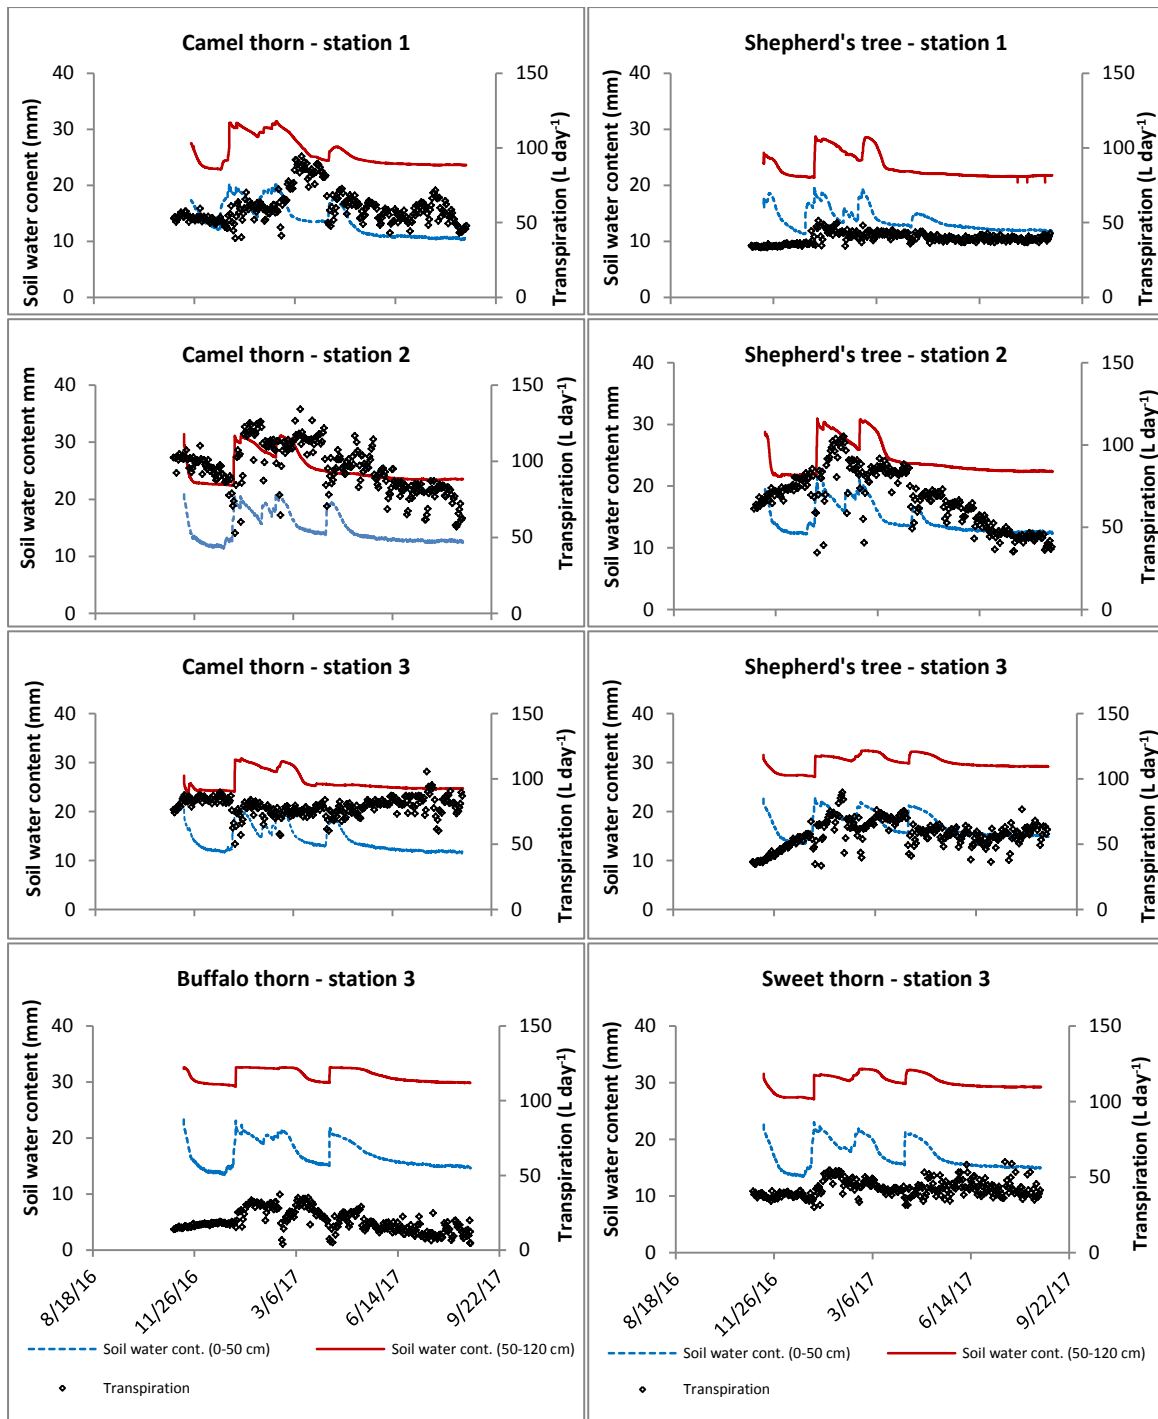 Camel thorn - station 1
Soil water conent (mm)
40
30
20
10
0
150
100
50
0
Transpiration (L day⁻¹)
Shepherd's tree - station 1
Soil water content (mm)
40
30
20
10
0
150
100
50
0
Transpiration (L day⁻¹)
Camel thorn - station 2
Soil water content mm
40
30
20
10
0
150
100
50
0
Transpiration (L day⁻¹)
Shepherd's tree - station 2
Soil water content mm
40
30
20
10
0
150
100
50
0
Transpiration (L day⁻¹)
Camel thorn - station 3
Soil water content (mm)
40
30
20
10
0
150
100
50
0
Transpiration (L day⁻¹)
Shepherd's tree - station 3
Soil water content (mm)
40
30
20
10
0
150
100
50
0
Transpiration (L day⁻¹)
Buffalo thorn - station 3
Soil water content (mm)
40
30
20
10
0
150
100
50
0
Transpiration (L day⁻¹)
8/18/16
11/26/16
3/6/17
6/14/17
9/22/17
Soil water cont. (0-50 cm)
Soil water cont. (50-120 cm)
Transpiration
Sweet thorn - station 3
Soil water content (mm)
40
30
20
10
0
150
100
50
0
Transpiration (L day⁻¹)
8/18/16
11/26/16
3/6/17
6/14/17
9/22/17
Soil water cont. (0-50 cm)
Soil water cont. (50-120 cm)
Transpiration